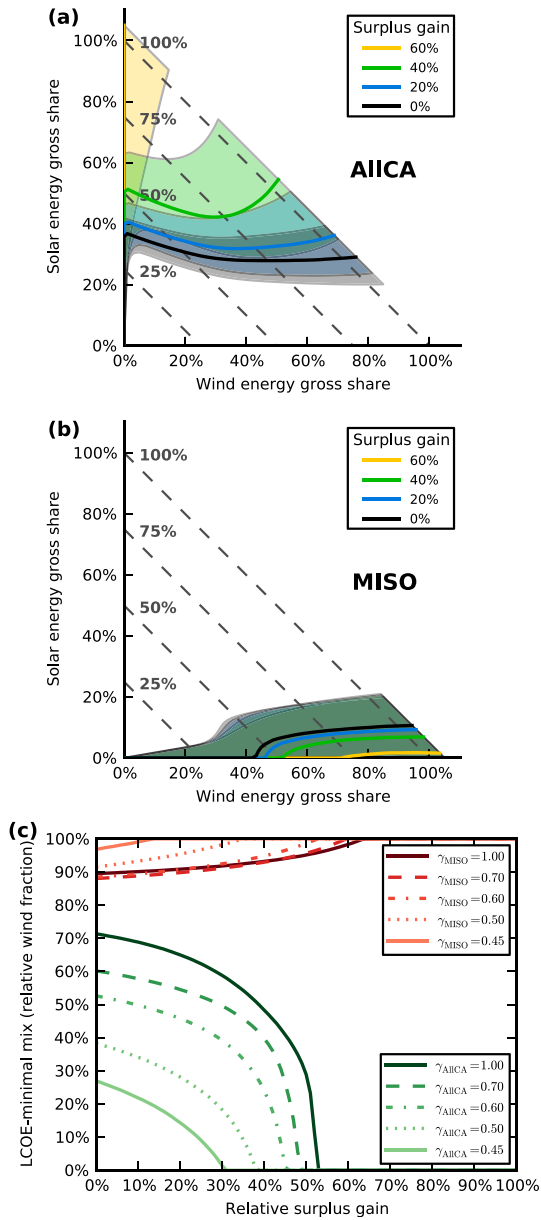 (a)
100%
80%
60%
40%
20%
0%
Solar energy gross share
100%
75%
50%
25%
Surplus gain
60%
40%
20%
0%
AllCA
0% 20% 40% 60% 80% 100%
Wind energy gross share
(b)
100%
80%
60%
40%
20%
0%
Solar energy gross share
100%
75%
50%
25%
Surplus gain
60%
40%
20%
0%
MISO
0% 20% 40% 60% 80% 100%
Wind energy gross share
(c)
100%
90%
80%
70%
60%
50%
40%
30%
20%
10%
0%
LCOE-minimal mix (relative wind fraction)
γMISO=1.00
γMISO=0.70
γMISO=0.60
γMISO=0.50
γMISO=0.45
γAllCA=1.00
γAllCA=0.70
γAllCA=0.60
γAllCA=0.50
γAllCA=0.45
0% 10% 20% 30% 40% 50% 60% 70% 80% 90% 100%
Relative surplus gain